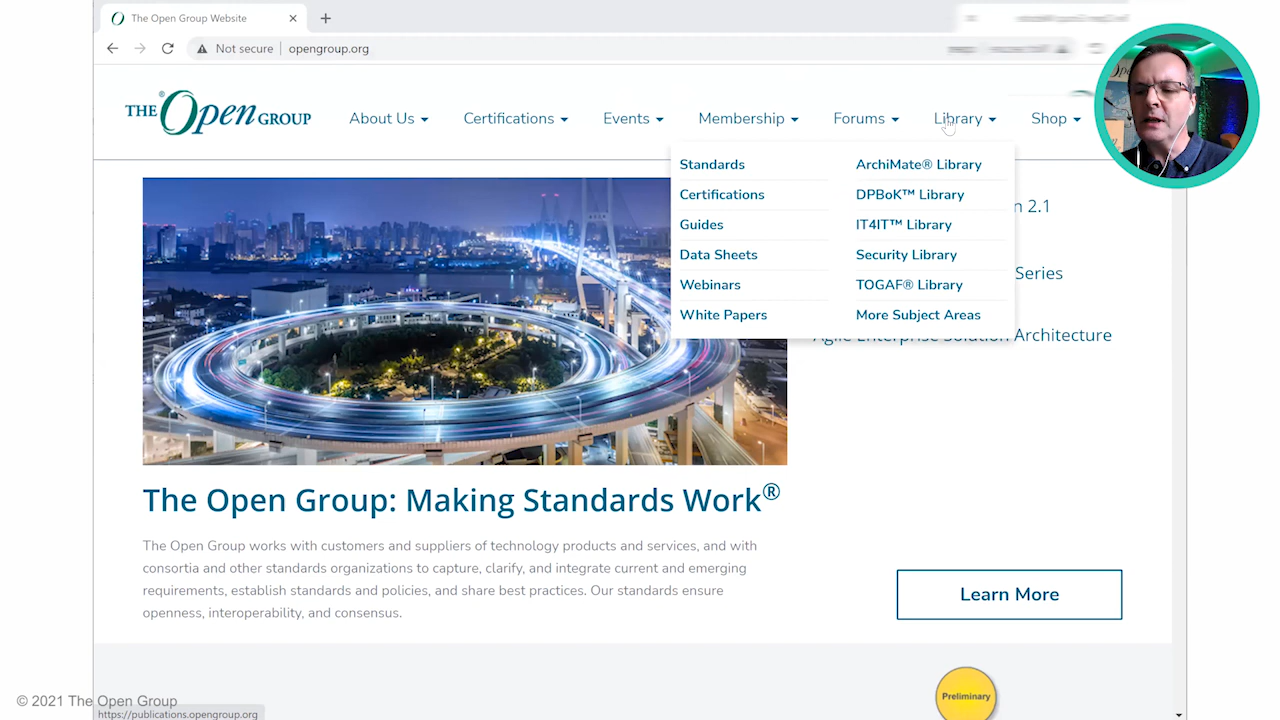 The Open Group Website
Not secure
opengroup.org
THE Open GROUP ®
About Us
Certifications
Events
Membership
Forums
Library
Shop
Standards
ArchiMate® Library
Certifications
DPBoK™ Library
Guides
IT4IT™ Library
Data Sheets
Security Library
Webinars
TOGAF® Library
White Papers
More Subject Areas
n 2.1
Series
Agile Enterprise Solution Architecture
The Open Group: Making Standards Work®
The Open Group works with customers and suppliers of technology products and services, and with
consortia and other standards organizations to capture, clarify, and integrate current and emerging
requirements, establish standards and policies, and share best practices. Our standards ensure
openness, interoperability, and consensus.
Learn More
Preliminary
© 2021 The Open Group
https://publications.opengroup.org